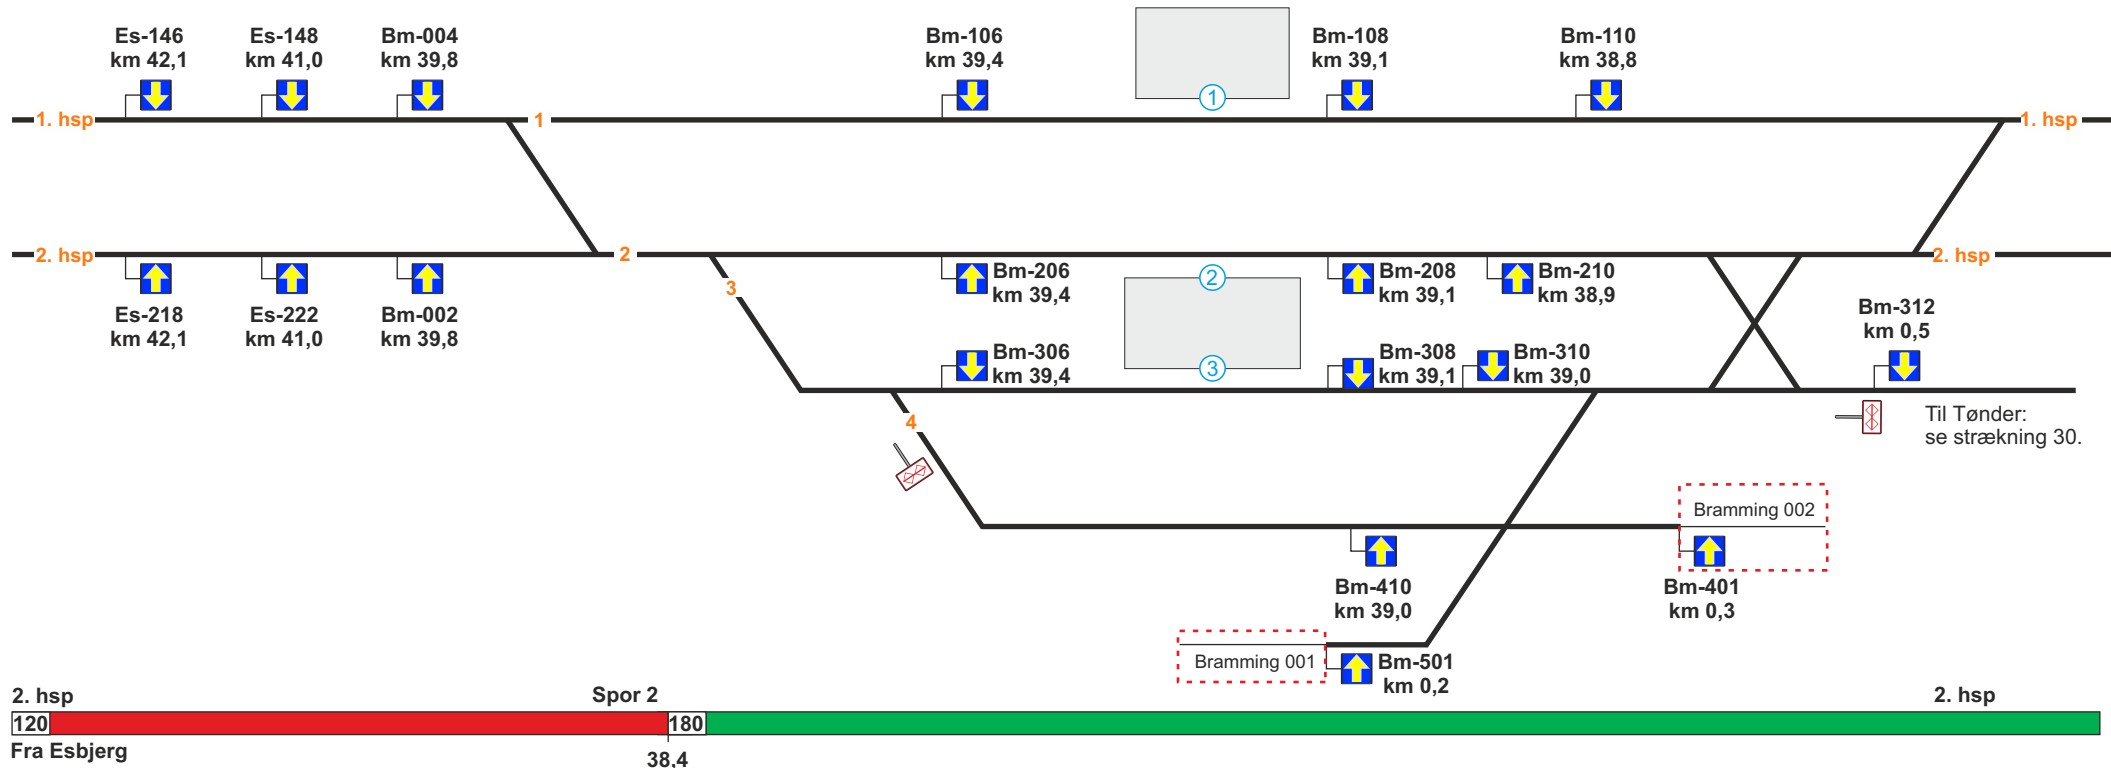 Es-146
km 42,1
Es-148
km 41,0
Bm-004
km 39,8
Bm-106
km 39,4
Bm-108
km 39,1
Bm-110
km 38,8
1
1. hsp
1
1. hsp
2. hsp
2
2. hsp
Es-218
km 42,1
Es-222
km 41,0
Bm-002
km 39,8
3
Bm-206
km 39,4
2
Bm-208
km 39,1
Bm-210
km 38,9
Bm-312
km 0,5
Bm-306
km 39,4
3
Bm-308
km 39,1
Bm-310
km 39,0
4
Til Tønder:
se strækning 30.
Bramming 002
Bm-410
km 39,0
Bm-401
km 0,3
Bramming 001
Bm-501
km 0,2
2. hsp
Spor 2
2. hsp
120
180
Fra Esbjerg
38,4